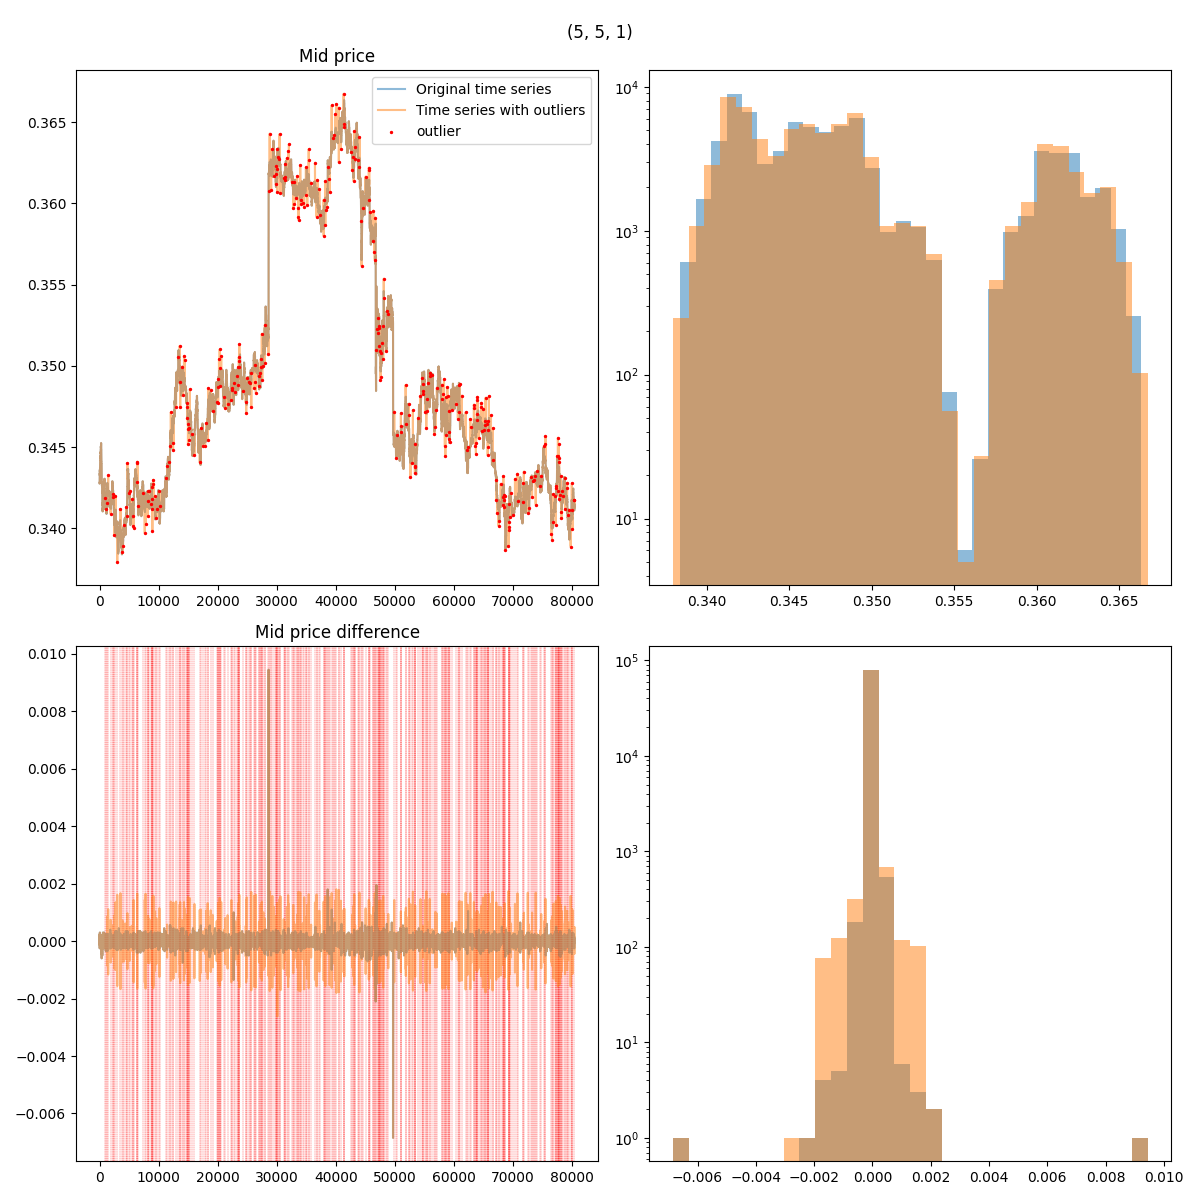 (5, 5, 1)
Mid price
Original time series
Time series with outliers
outlier
0.365
0.360
0.355
0.350
0.345
0.340
0 10000 20000 30000 40000 50000 60000 70000 80000
10⁴
10³
10²
10¹
0.340 0.345 0.350 0.355 0.360 0.365
Mid price difference
0.010
0.008
0.006
0.004
0.002
0.000
−0.002
−0.004
−0.006
0 10000 20000 30000 40000 50000 60000 70000 80000
10⁵
10⁴
10³
10²
10¹
10⁰
−0.006 −0.004 −0.002 0.000 0.002 0.004 0.006 0.008 0.010